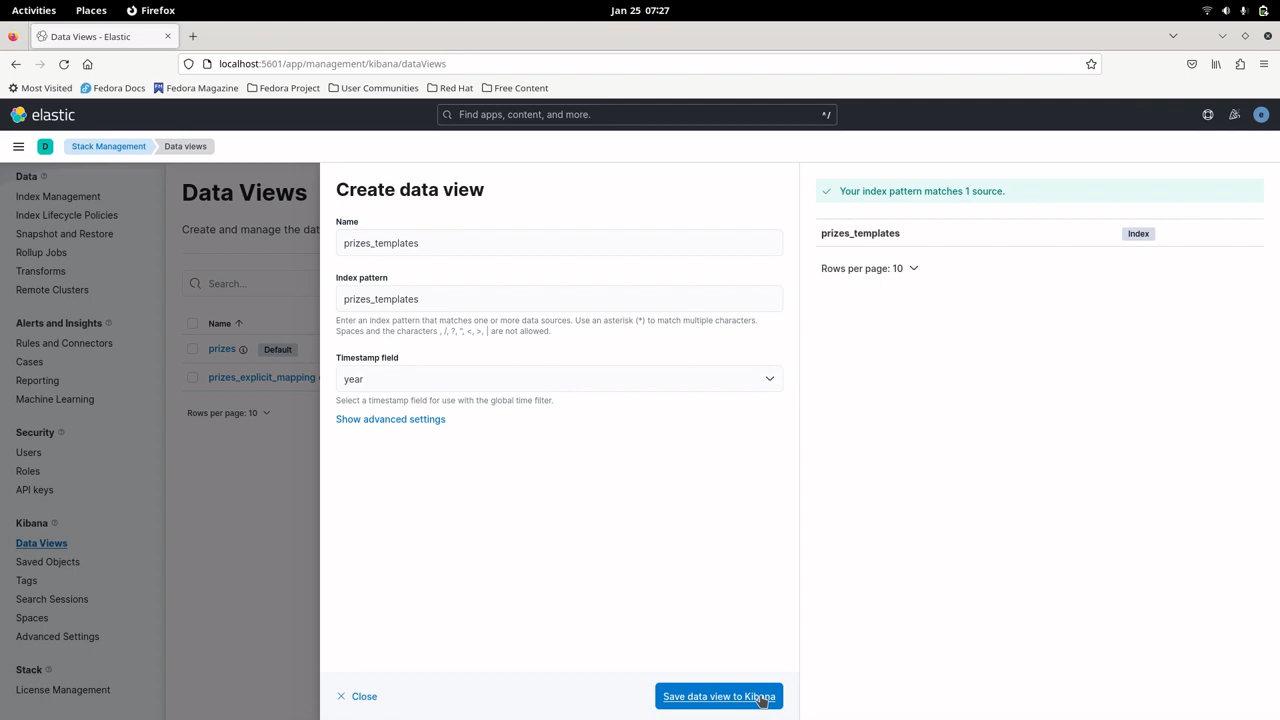 Activities Places Firefox Jan 25 07:27
Data Views - Elastic
localhost:5601/app/management/kibana/dataViews
Most Visited Fedora Docs Fedora Magazine Fedora Project User Communities Red Hat Free Content
elastic Find apps, content, and more. ^/ e
D Stack Management Data views
Data
Index Management
Index Lifecycle Policies
Snapshot and Restore
Rollup Jobs
Transforms
Remote Clusters
Alerts and Insights
Rules and Connectors
Cases
Reporting
Machine Learning
Security
Users
Roles
API keys
Kibana
Data Views
Saved Objects
Tags
Search Sessions
Spaces
Advanced Settings
Stack
License Management
Data Views
Create and manage the dat
Search...
Name
prizes Default
prizes_explicit_mapping
Rows per page: 10
Create data view
Name
prizes_templates
Index pattern
prizes_templates
Enter an index pattern that matches one or more data sources. Use an asterisk (*) to match multiple characters.
Spaces and the characters , /, ?, ", <, >, | are not allowed.
Timestamp field
year
Select a timestamp field for use with the global time filter.
Show advanced settings
Close
Save data view to Kibana
Your index pattern matches 1 source.
prizes_templates Index
Rows per page: 10